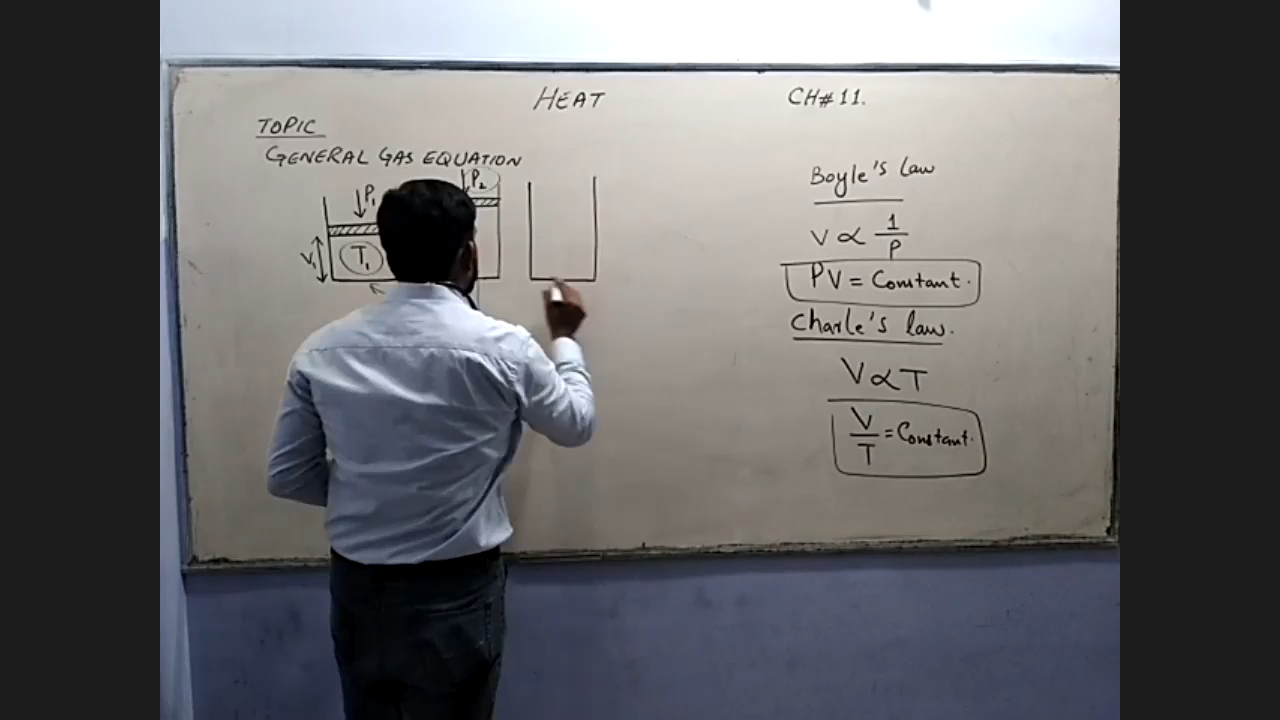 HEAT
CH# 11.
TOPIC
GENERAL GAS EQUATION
P₁
P₂
V₁
T₁
Boyle's law
V ∝ 1/P
PV = Constant.
Charle's law.
V ∝ T
V/T = Constant.